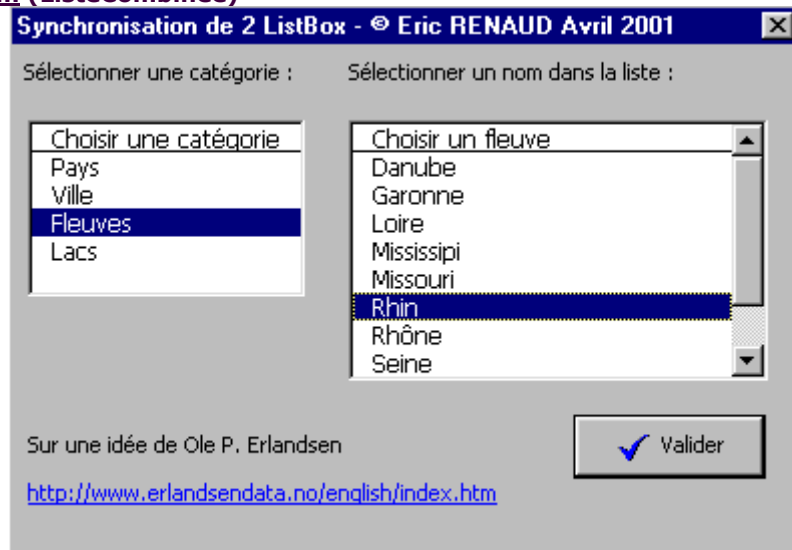 (ListeCombinée)
Synchronisation de 2 ListBox - © Eric RENAUD Avril 2001
Sélectionner une catégorie :
Sélectionner un nom dans la liste :
Choisir une catégorie
Pays
Ville
Fleuves
Lacs
Choisir un fleuve
Danube
Garonne
Loire
Mississipi
Missouri
Rhin
Rhône
Seine
Sur une idée de Ole P. Erlandsen
Valider
http://www.erlandsendata.no/english/index.htm